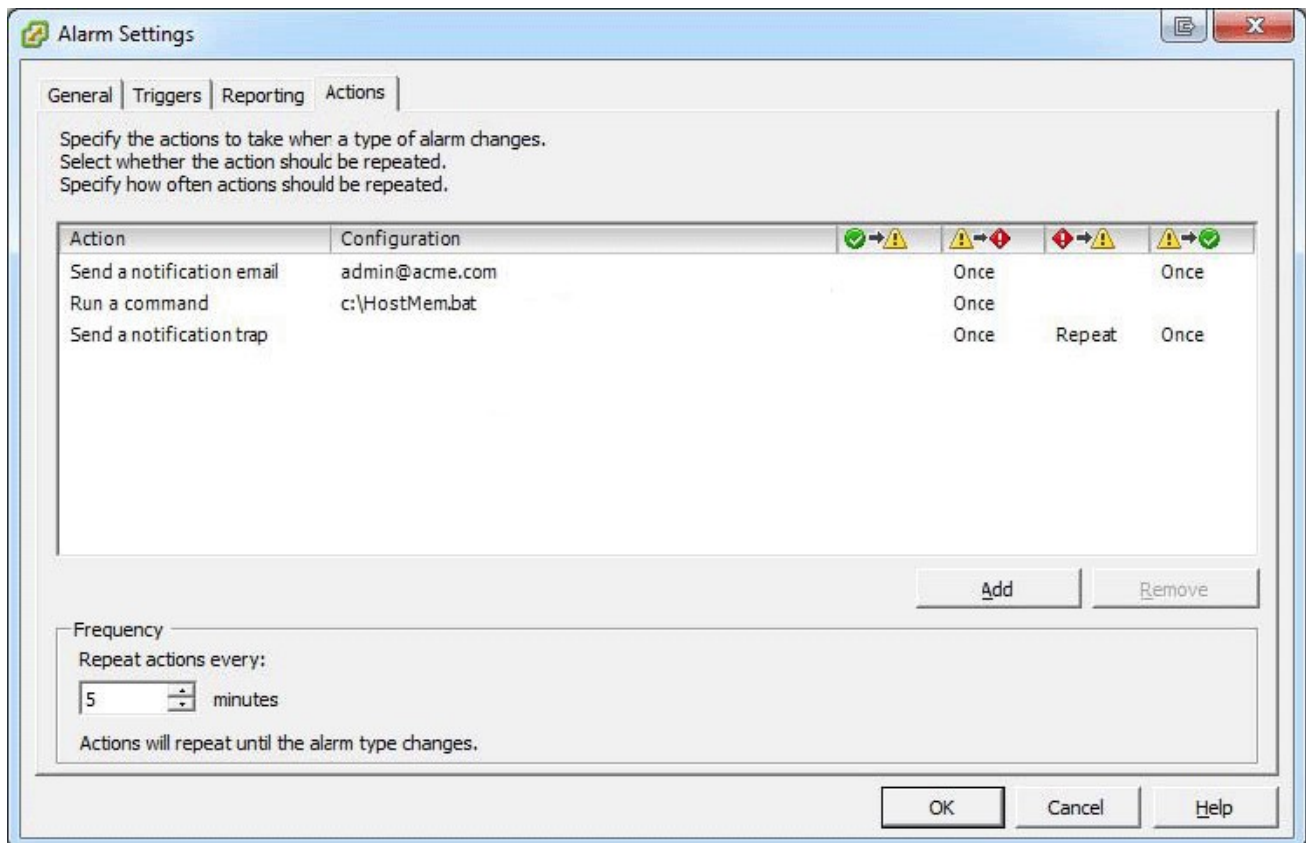 Alarm Settings
General Triggers Reporting Actions
Specify the actions to take when a type of alarm changes.
Select whether the action should be repeated.
Specify how often actions should be repeated.
Action Configuration
Send a notification email admin@acme.com Once Once
Run a command c:\HostMem.bat Once
Send a notification trap Once Repeat Once
Add Remove
Frequency
Repeat actions every:
5 minutes
Actions will repeat until the alarm type changes.
OK Cancel Help